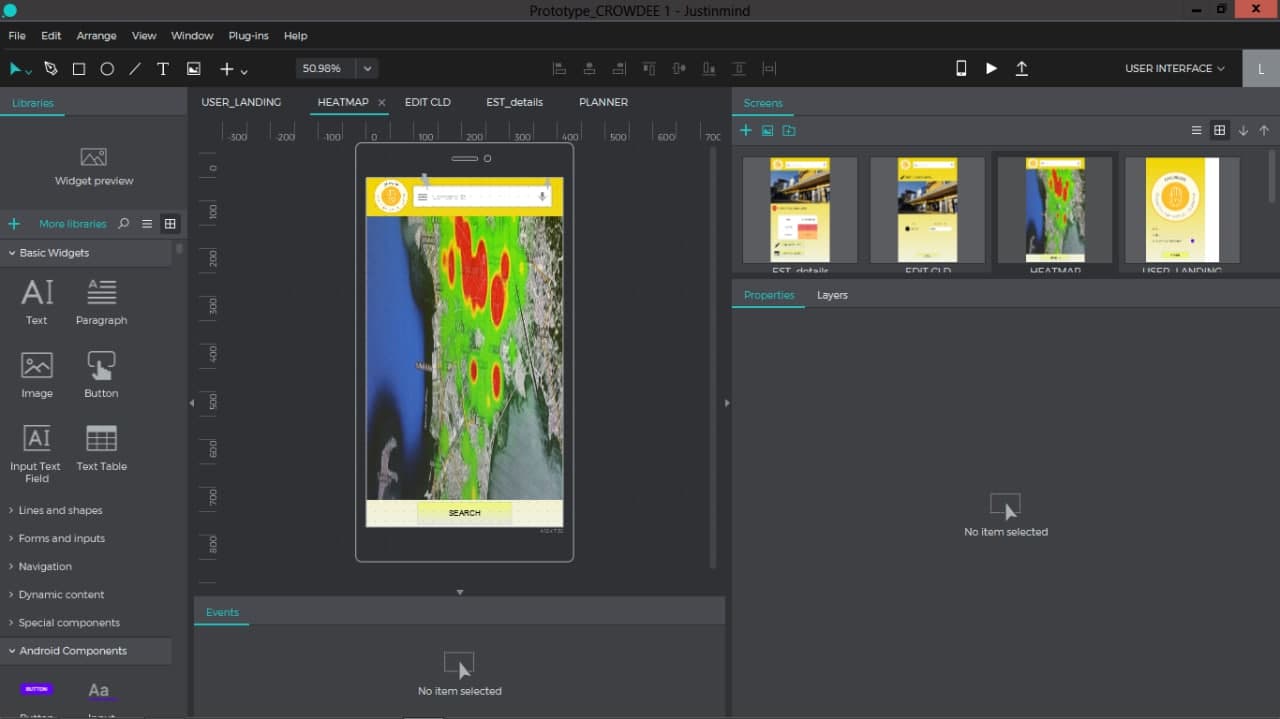 Prototype_CROWDEE 1 - Justinmind
File Edit Arrange View Window Plug-ins Help
T 50.98% USER INTERFACE L
Libraries
Widget preview
More libraries
Basic Widgets
AI AI
Text Paragraph
Image Button
AI
Input Text Field Text Table
Lines and shapes
Forms and inputs
Navigation
Dynamic content
Special components
Android Components
BUTTON Aa
Button Input
USER_LANDING HEATMAP EDIT CLD EST_details PLANNER
-300 -200 -100 0 100 200 300 400 500 600 700
0
100
200
300
400
500
600
700
800
SEARCH
Events
No item selected
Screens
EST_details EDIT CLD HEATMAP USER_LANDING
Properties Layers
No item selected